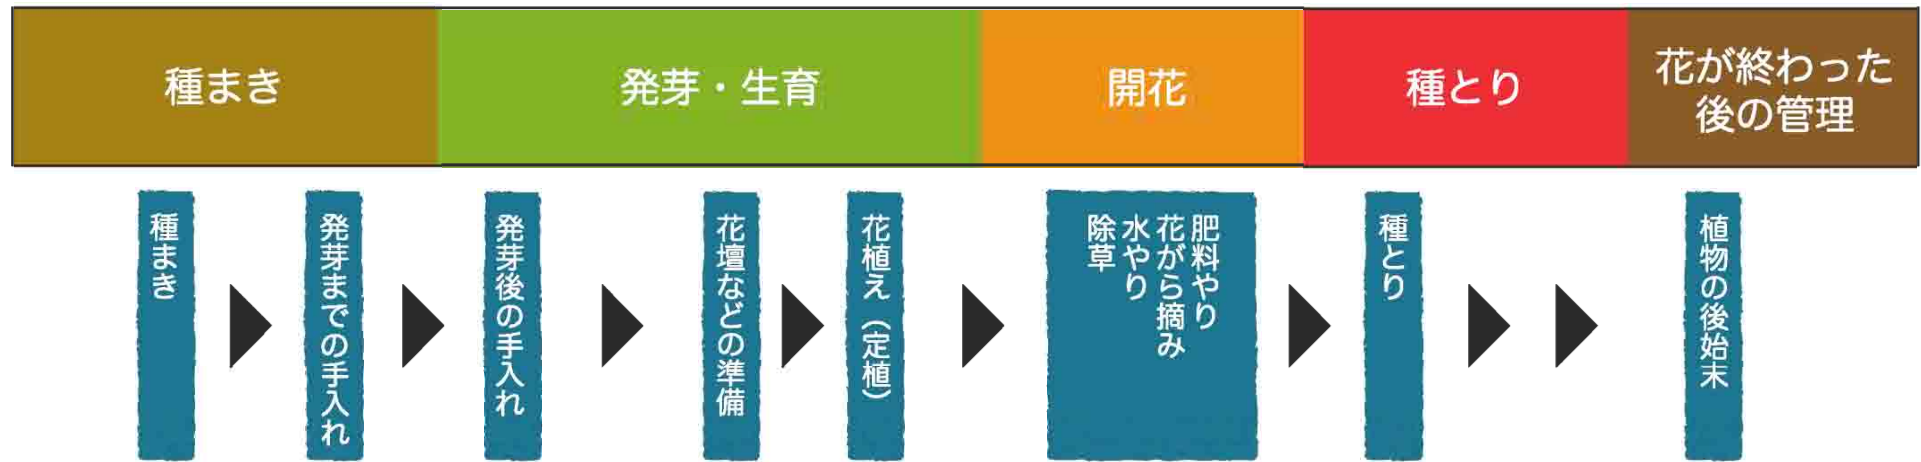 種まき
発芽・生育
開花
種とり
花が終わった
後の管理
種まき
発芽までの手入れ
発芽後の手入れ
花壇などの準備
花植え（定植）
肥料やり
花がら摘み
水やり
除草
種とり
植物の後始末